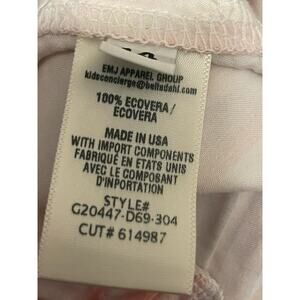 EMJ APPAREL GROUP
kidsconcierge@belladahl.com
100% ECOVERA /
ECOVERA
MADE IN USA
WITH IMPORT COMPONENTS
FABRIQUÉ EN ETATS UNIS
AVEC LE COMPOSANT
D'INPORTATION
STYLE#
G20447-D69-304
CUT# 614987